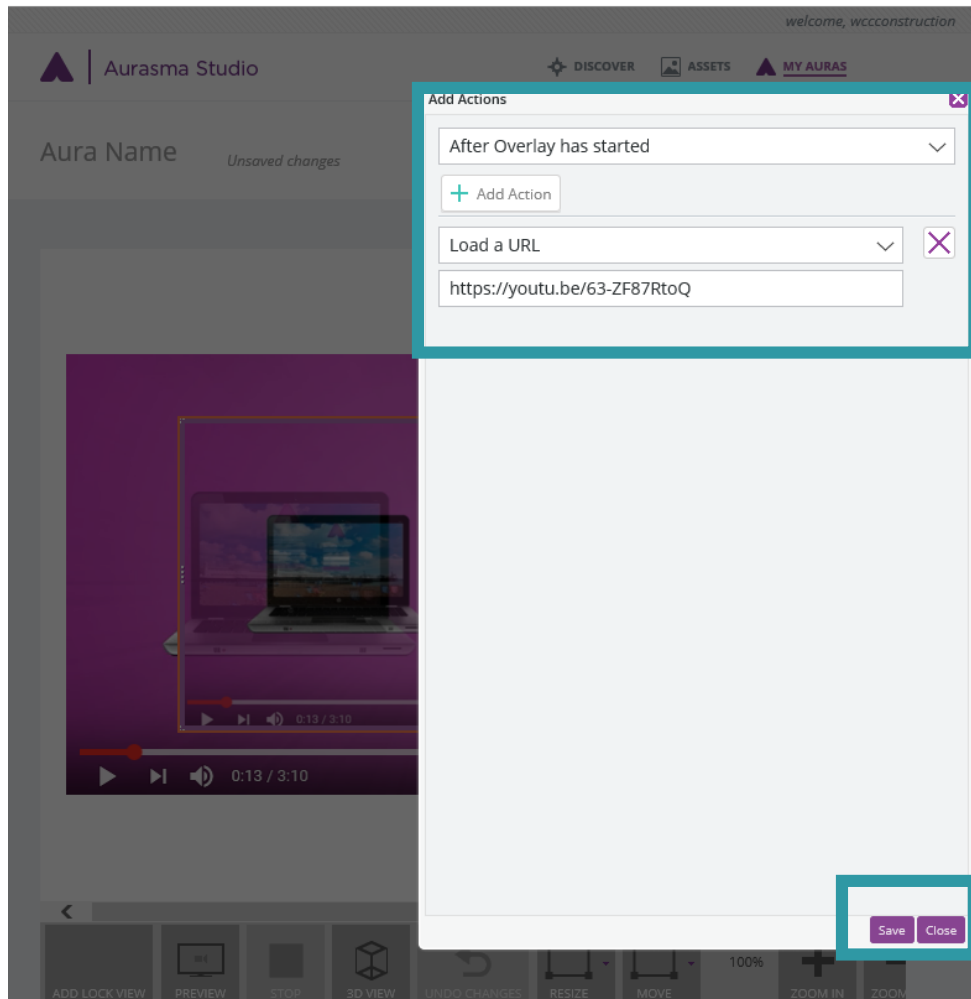 welcome, wccconstruction
Aurasma Studio
DISCOVER
ASSETS
MY AURAS
Add Actions
Aura Name
Unsaved changes
After Overlay has started
Add Action
Load a URL
https://youtu.be/63-ZF87RtoQ
0:13 / 3:10
0:13 / 3:10
Save
Close
100%
ADD LOCK VIEW
PREVIEW
STOP
3D VIEW
UNDO CHANGES
RESIZE
MOVE
ZOOM IN
ZOOM